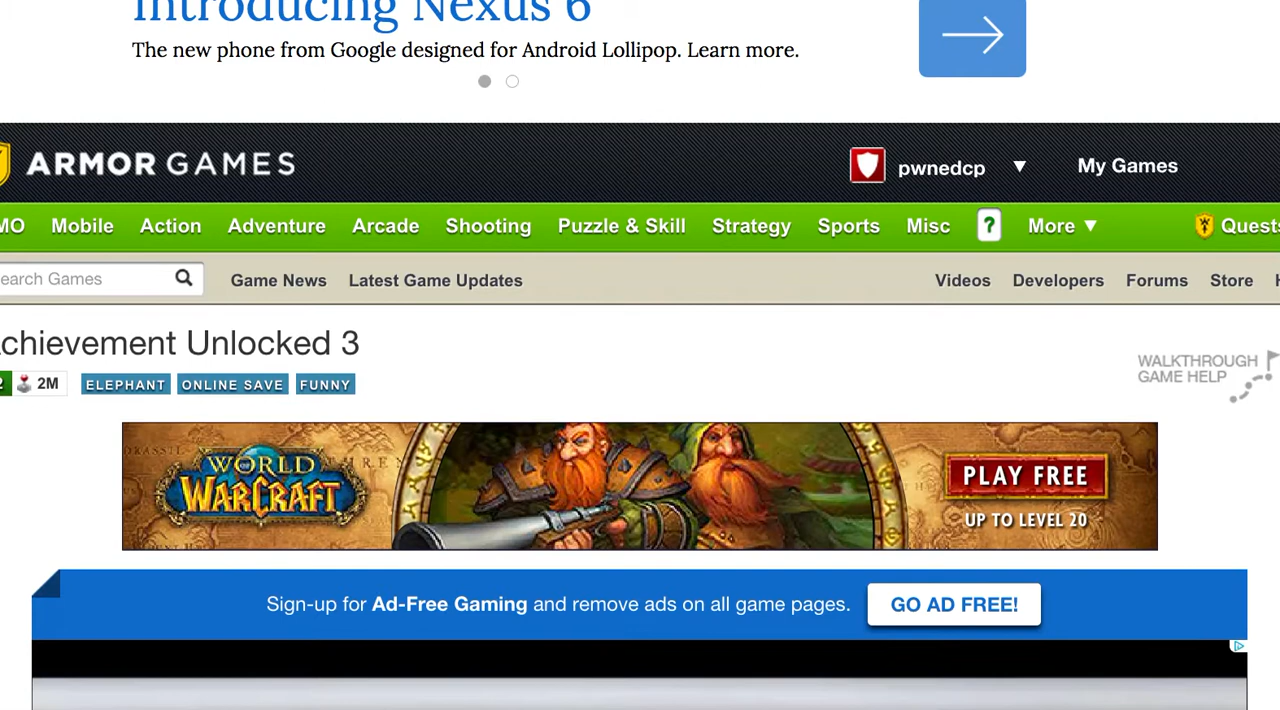 Introducing Nexus 6
The new phone from Google designed for Android Lollipop. Learn more.
ARMOR GAMES
pwnedcp ▼ My Games
MO Mobile Action Adventure Arcade Shooting Puzzle & Skill Strategy Sports Misc ? More ▼ Quests
earch Games Game News Latest Game Updates Videos Developers Forums Store H
chievement Unlocked 3
2 2M ELEPHANT ONLINE SAVE FUNNY
WALKTHROUGH
GAME HELP
WORLD OF WARCRAFT
PLAY FREE
UP TO LEVEL 20
Sign-up for Ad-Free Gaming and remove ads on all game pages. GO AD FREE!